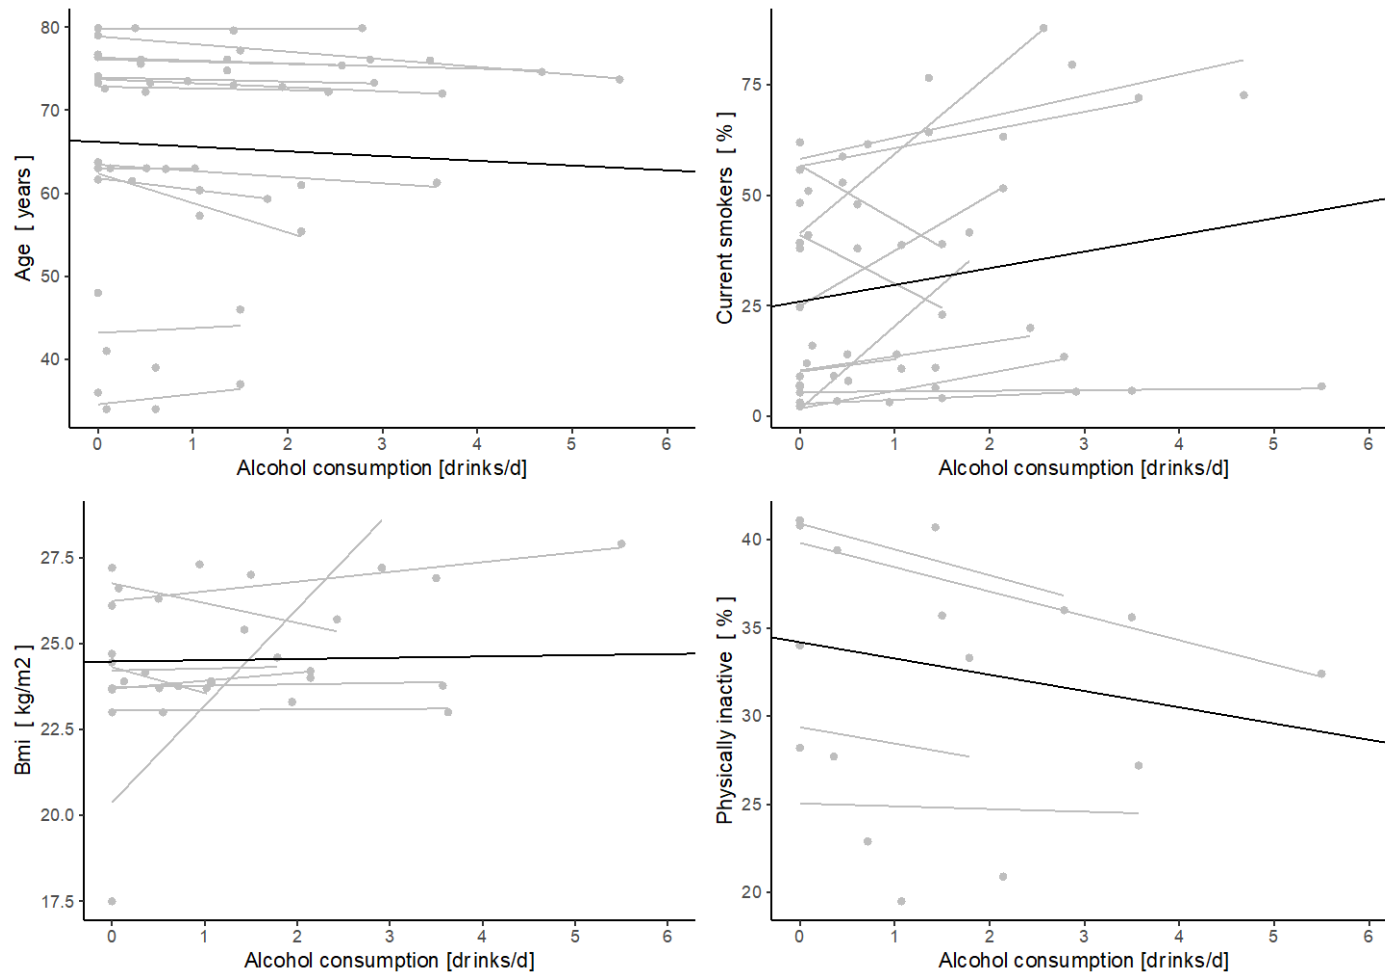 Age [ years]
80
70
60
50
40
0 1 2 3 4 5 6
Alcohol consumption [drinks/d]
Current smokers [ % ]
75
50
25
0
0 1 2 3 4 5 6
Alcohol consumption [drinks/d]
Bmi [ kg/m2 ]
27.5
25.0
22.5
20.0
17.5
0 1 2 3 4 5 6
Alcohol consumption [drinks/d]
Physically inactive [ % ]
40
35
30
25
20
0 1 2 3 4 5 6
Alcohol consumption [drinks/d]